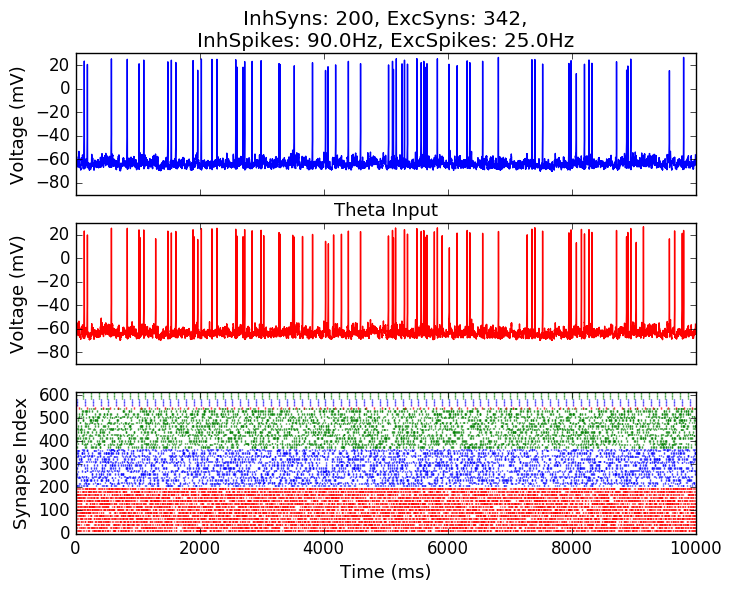 InhSyns: 200, ExcSyns: 342,
InhSpikes: 90.0Hz, ExcSpikes: 25.0Hz
Voltage (mV)
20
0
−20
−40
−60
−80
Theta Input
Voltage (mV)
20
0
−20
−40
−60
−80
Synapse Index
600
500
400
300
200
100
0
0 2000 4000 6000 8000 10000
Time (ms)